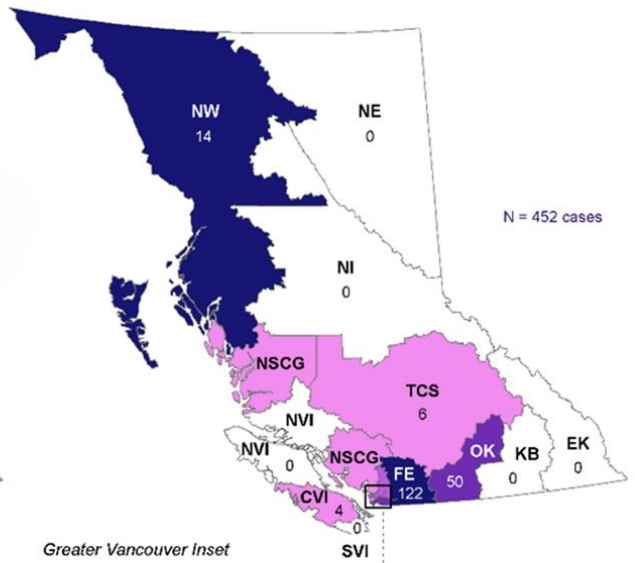 NW
14
NE
0
N = 452 cases
NI
0
NSCG
TCS
6
NVI
NVI
0
NSCG
OK
50
KB
0
EK
0
FE
122
CVI 4
0
SVI
Greater Vancouver Inset